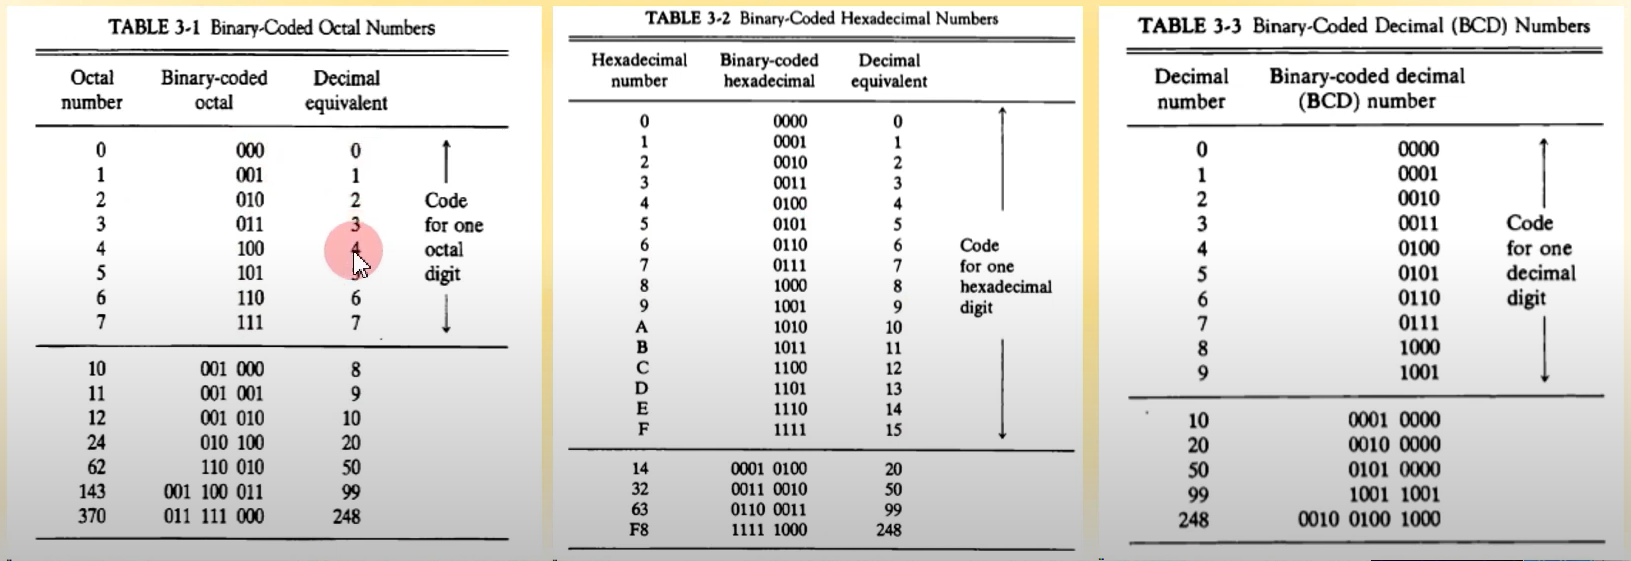 TABLE 3-1 Binary-Coded Octal Numbers
Octal number Binary-coded octal Decimal equivalent
0 000 0
1 001 1
2 010 2 Code
3 011 3 for one
4 100 4 octal
5 101 digit
6 110 6
7 111 7
10 001 000 8
11 001 001 9
12 001 010 10
24 010 100 20
62 110 010 50
143 001 100 011 99
370 011 111 000 248
TABLE 3-2 Binary-Coded Hexadecimal Numbers
Hexadecimal number Binary-coded hexadecimal Decimal equivalent
0 0000 0
1 0001 1
2 0010 2
3 0011 3
4 0100 4
5 0101 5
6 0110 6 Code
7 0111 7 for one
8 1000 8 hexadecimal
9 1001 9 digit
A 1010 10
B 1011 11
C 1100 12
D 1101 13
E 1110 14
F 1111 15
14 0001 0100 20
32 0011 0010 50
63 0110 0011 99
F8 1111 1000 248
TABLE 3-3 Binary-Coded Decimal (BCD) Numbers
Decimal number Binary-coded decimal (BCD) number
0 0000
1 0001
2 0010
3 0011 Code
4 0100 for one
5 0101 decimal
6 0110 digit
7 0111
8 1000
9 1001
10 0001 0000
20 0010 0000
50 0101 0000
99 1001 1001
248 0010 0100 1000